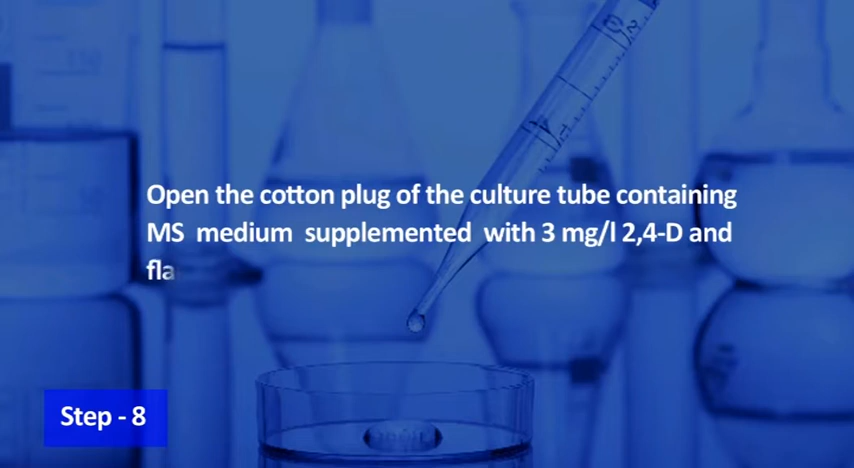 Open the cotton plug of the culture tube containing
MS medium supplemented with 3 mg/l 2,4-D and
fla
Step - 8